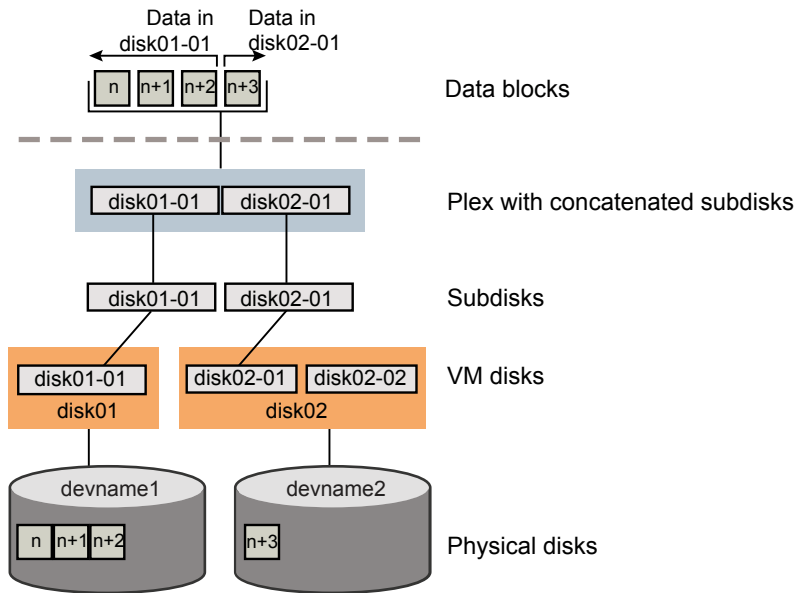 Data in
disk01-01
Data in
disk02-01
n n+1 n+2 n+3
Data blocks
disk01-01 disk02-01
Plex with concatenated subdisks
disk01-01 disk02-01
Subdisks
disk01-01 disk02-01 disk02-02
VM disks
disk01 disk02
devname1 devname2
n n+1 n+2 n+3
Physical disks